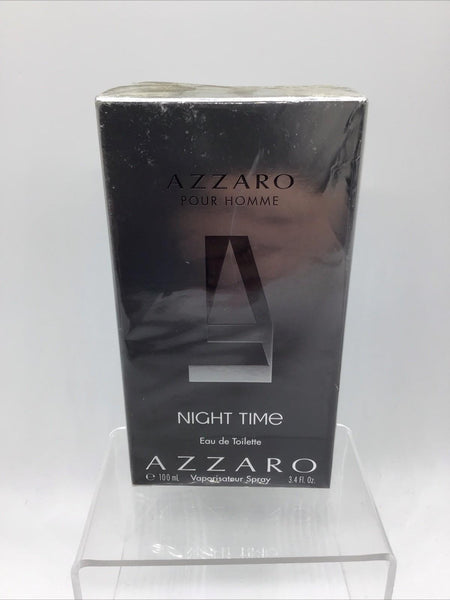 AZZARO
POUR HOMME
NIGHT TIMe
Eau de Toilette
AZZARO
℮ 100 mL Vaporisateur Spray 3.4 Fl. Oz.